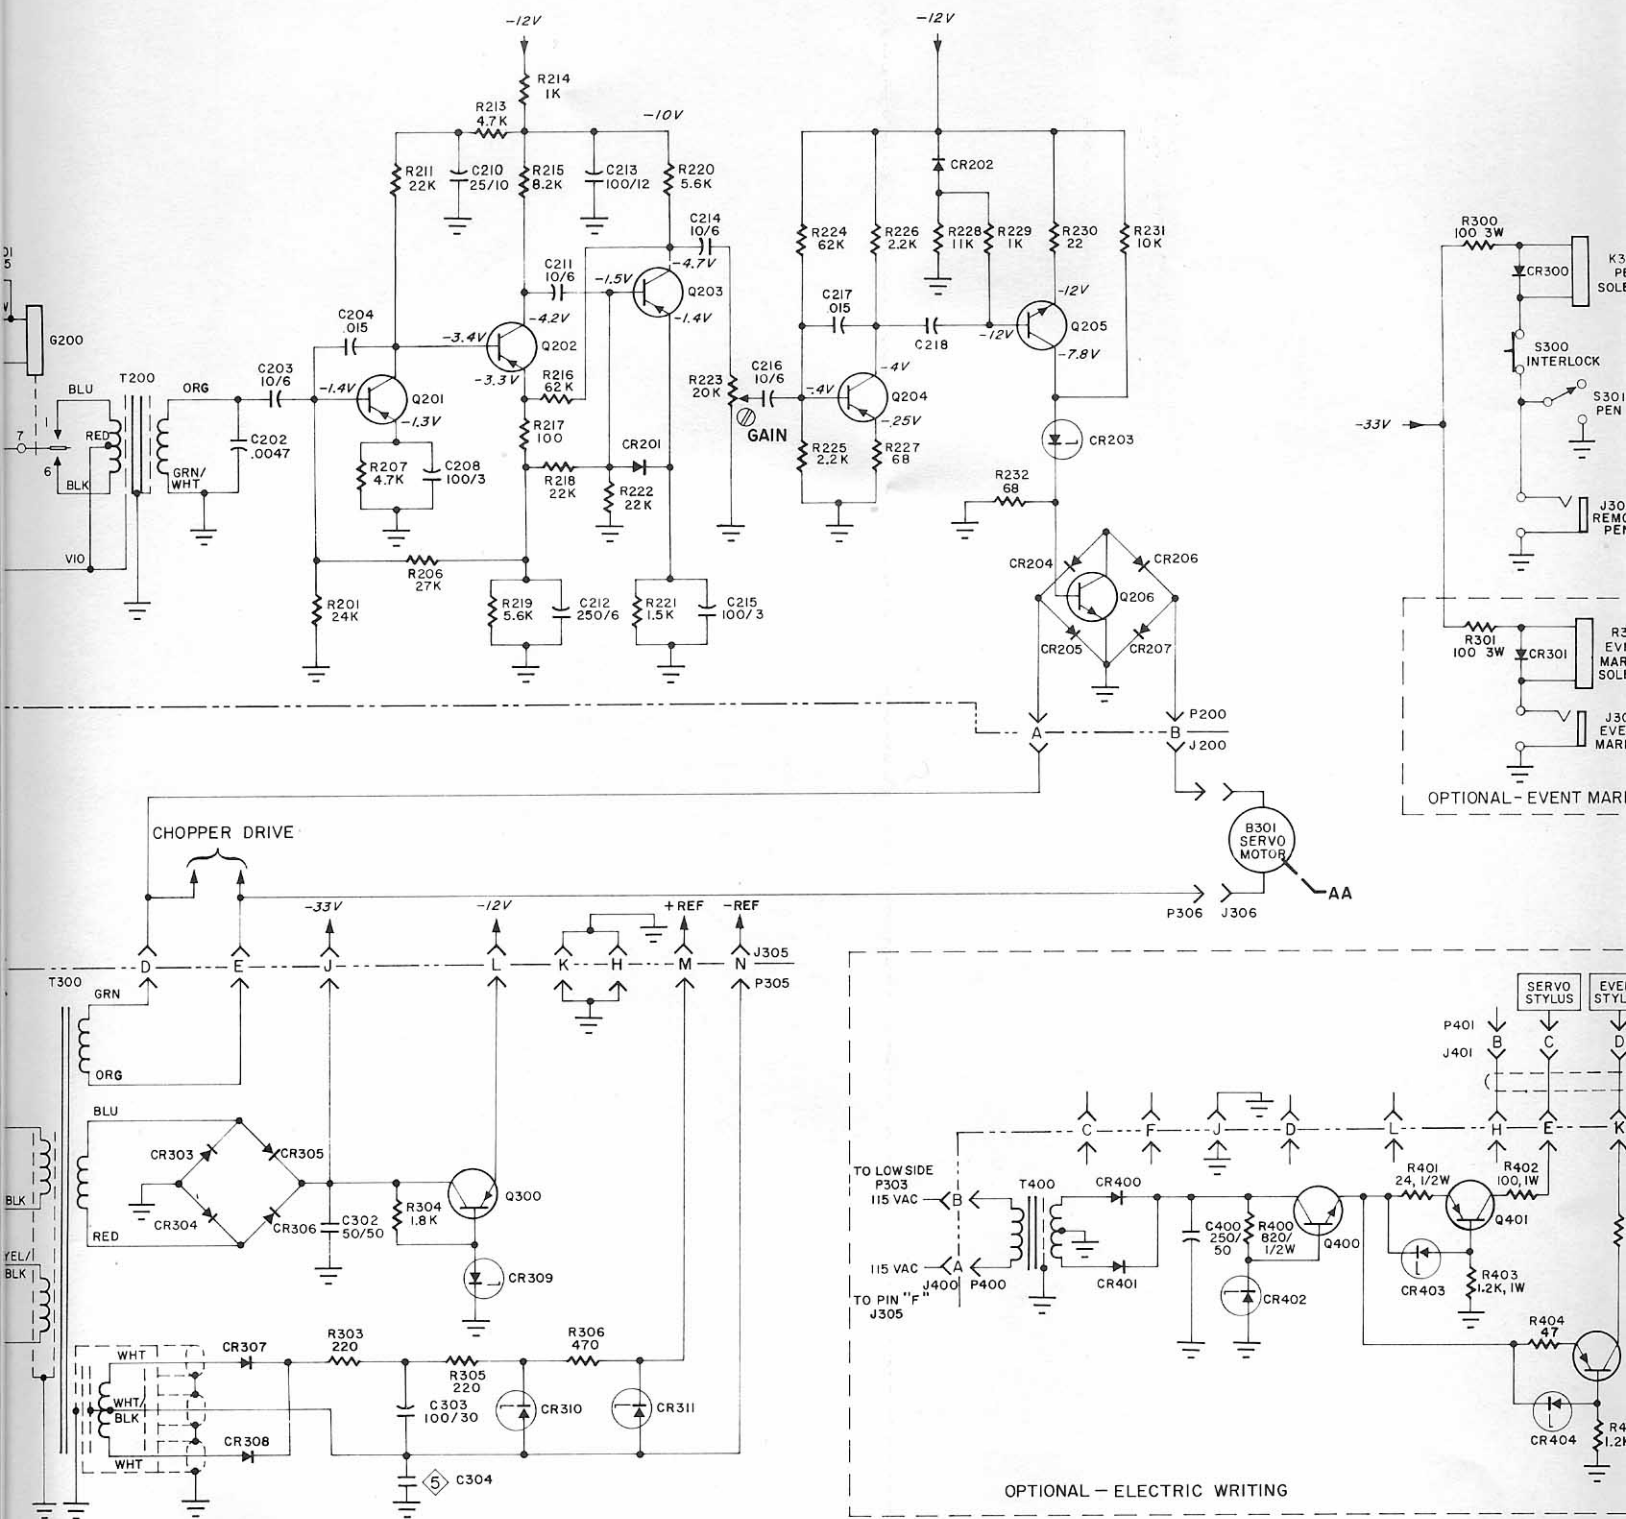 -12V
-12V
R214
1K
R213
4.7K
-10V
R211
22K
C210
25/10
R215
8.2K
C213
100/12
R220
5.6K
CR202
C214
10/6
R224
62K
R226
2.2K
R228
11K
R229
1K
R230
22
R231
10K
R300
100 3W
CR300
G200
C204
.015
C211
10/6
-1.5V
-4.7V
Q203
-1.4V
-4.2V
-3.4V
Q202
-3.3V
C217
.015
C218
-12V
-12V
Q205
-7.8V
S300
INTERLOCK
S301
PEN
BLU
T200
ORG
C203
10/6
-1.4V
Q201
-1.3V
R216
62K
R223
20K
GAIN
C216
10/6
-.4V
-4V
Q204
-.25V
-33V
7
1
RED
6
BLK
GRN/
WHT
C202
.0047
R207
4.7K
C208
100/3
R217
100
R218
22K
CR201
R222
22K
R225
2.2K
R227
68
CR203
R232
68
VIO
R206
27K
R201
24K
R219
5.6K
C212
250/6
R221
1.5K
C215
100/3
CR204
CR206
Q206
CR205
CR207
R301
100 3W
CR301
A
B
P200
J200
OPTIONAL – EVENT
CHOPPER DRIVE
B301
SERVO
MOTOR
AA
P306 J306
-33V
-12V
+REF
-REF
D
E
J
L
K
H
M
N
J305
P305
T300
GRN
ORG
BLU
RED
CR303
CR305
CR304
CR306
C302
50/50
R304
1.8K
Q300
CR309
BLK
YEL/
BLK
WHT
WHT/
BLK
WHT
CR307
CR308
R303
220
R305
220
R306
470
C303
100/30
CR310
CR311
5
C304
SERVO
STYLUS
P401
J401
B
C
D
C
F
J
D
L
H
E
K
TO LOW SIDE
P303
115 VAC
B
T400
CR400
CR401
115 VAC
A
J400
P400
TO PIN "F"
J305
C400
250/
50
R400
820/
1/2W
Q400
CR402
R401
24, 1/2W
R402
100, 1W
Q401
CR403
R403
1.2K, 1W
R404
47
CR404
OPTIONAL – ELECTRIC WRITING